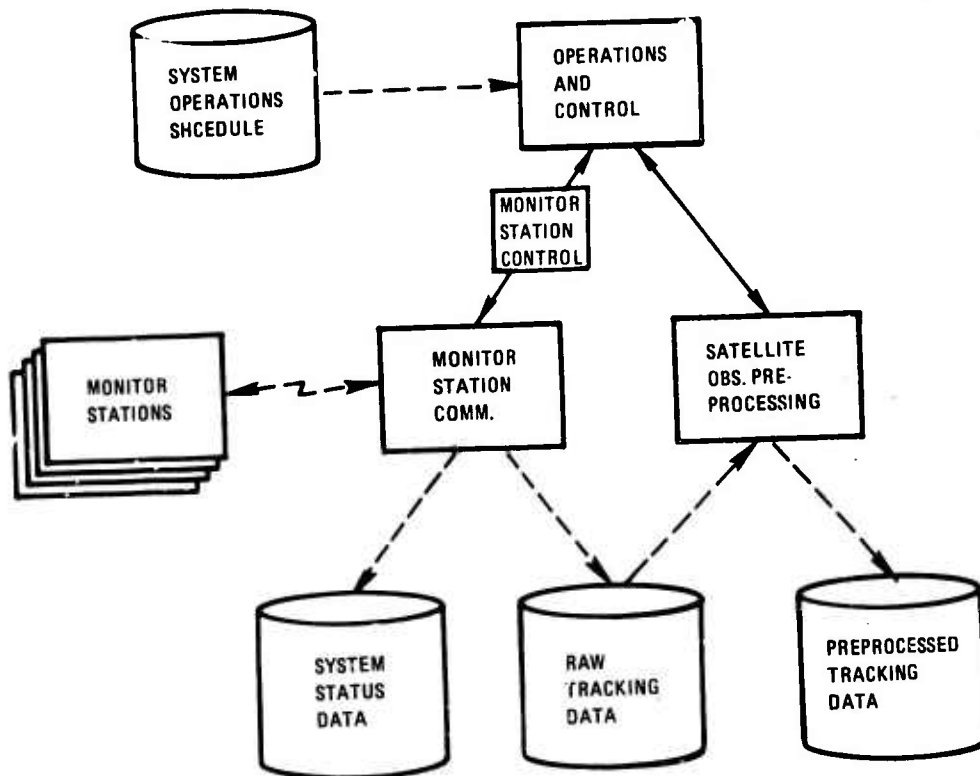 SYSTEM
OPERATIONS
SHCEDULE
OPERATIONS
AND
CONTROL
MONITOR
STATION
CONTROL
MONITOR
STATIONS
MONITOR
STATION
COMM.
SATELLITE
OBS. PRE-
PROCESSING
SYSTEM
STATUS
DATA
RAW
TRACKING
DATA
PREPROCESSED
TRACKING
DATA